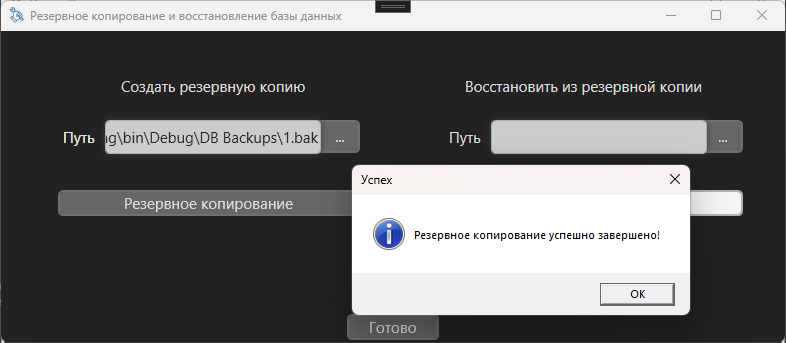 Резервное копирование и восстановление базы данных
Создать резервную копию
Восстановить из резервной копии
Путь
g\bin\Debug\DB Backups\1.bak
...
Путь
...
Успех
Резервное копирование
Резервное копирование успешно завершено!
OK
Готово